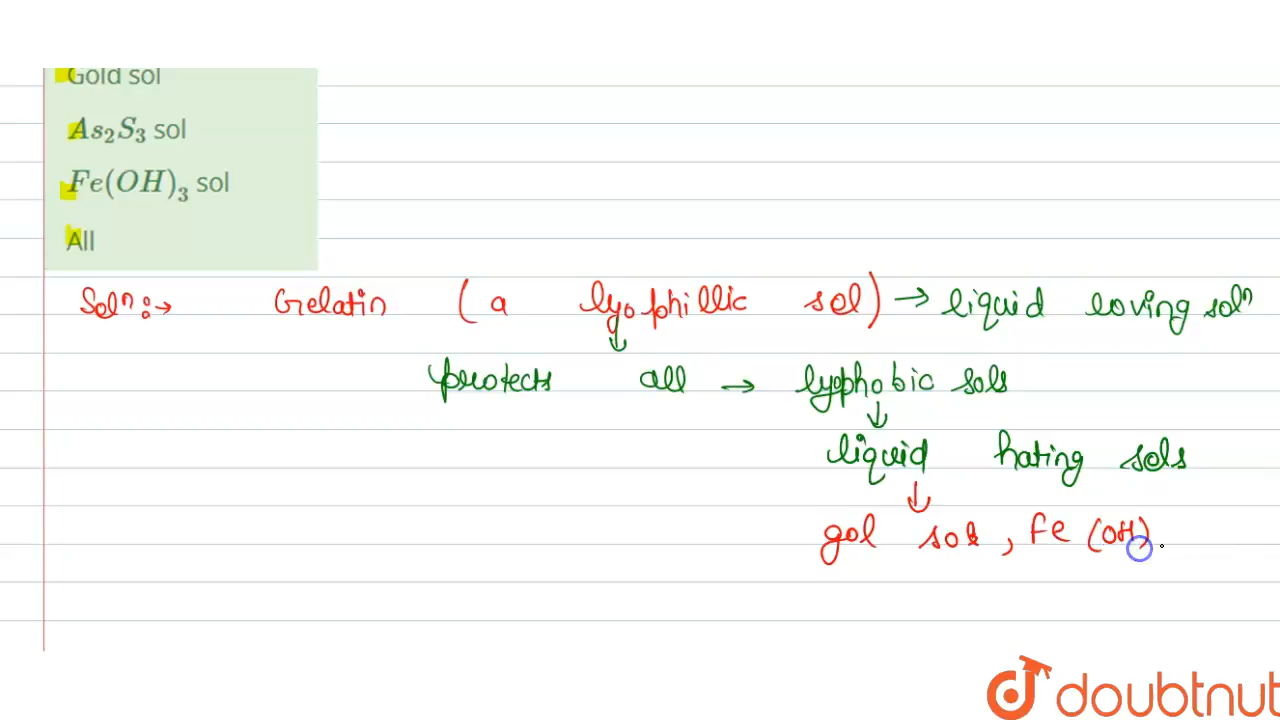 Gold sol
As₂S₃ sol
Fe(OH)₃ sol
All
Solⁿ :→ Gelatin (a lyophillic sol) → liquid loving solⁿ
↓
protects all → lyophobic sols
↓
liquid hating sols
↓
gol sol, Fe (OH)
doubtnut